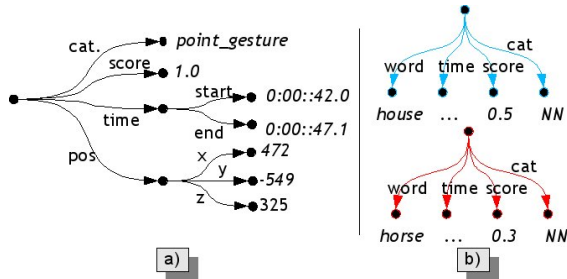 cat.
point_gesture
score
1.0
time
start
0:00::42.0
end
0:00::47.1
pos
x
472
y
-549
z
325
a)
cat
word time score
house ... 0.5 NN
cat
word time score
horse ... 0.3 NN
b)